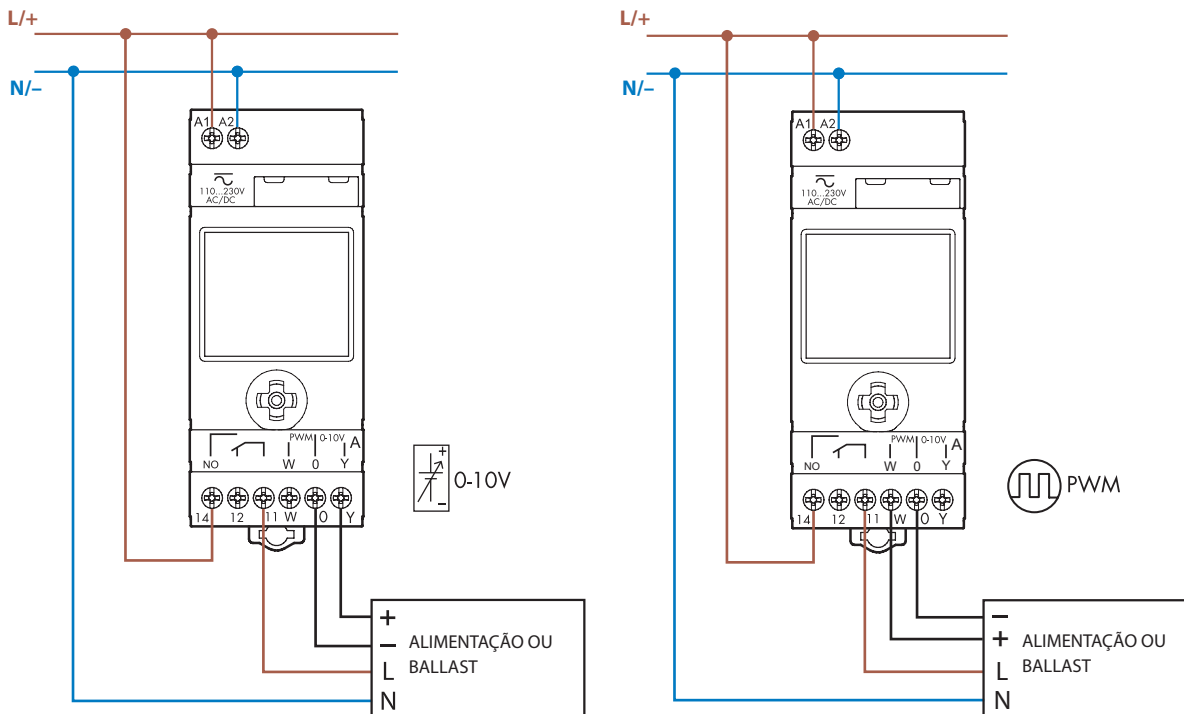 L/+
N/–
A1 A2
110...230V
AC/DC
PWM 0-10V A
NO W 0 Y
14 12 11 W 0 Y
0-10V
+
–
+
– ALIMENTAÇÃO OU
BALLAST
L
N
L/+
N/–
A1 A2
110...230V
AC/DC
PWM 0-10V A
NO W 0 Y
14 12 11 W 0 Y
PWM
–
+ ALIMENTAÇÃO OU
BALLAST
L
N